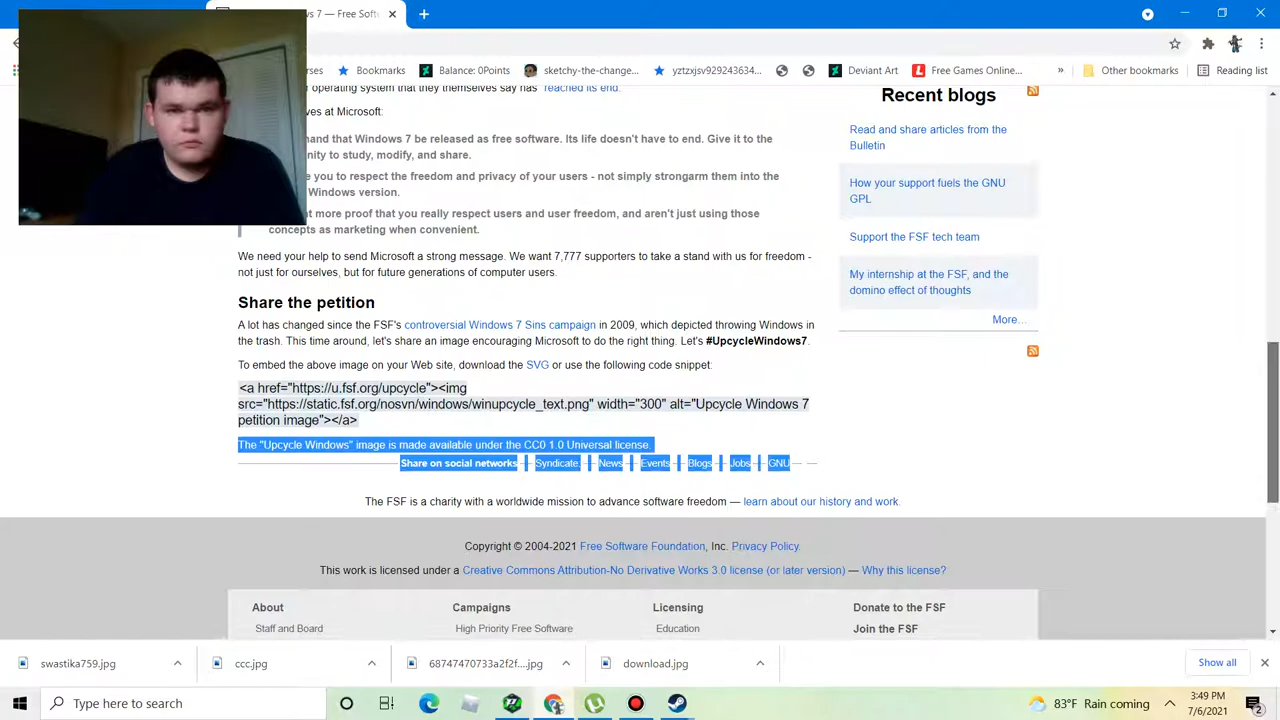 s 7 — Free Soft
rses
Bookmarks
Balance: 0Points
sketchy-the-change...
yztzxjsv929243634...
Deviant Art
Free Games Online...
»
Other bookmarks
Reading list
operating system that they themselves say has reached its end.
ves at Microsoft:
and that Windows 7 be released as free software. Its life doesn't have to end. Give it to the
nity to study, modify, and share.
you to respect the freedom and privacy of your users - not simply strongarm them into the
Windows version.
t more proof that you really respect users and user freedom, and aren't just using those
concepts as marketing when convenient.
We need your help to send Microsoft a strong message. We want 7,777 supporters to take a stand with us for freedom -
not just for ourselves, but for future generations of computer users.
Share the petition
A lot has changed since the FSF's controversial Windows 7 Sins campaign in 2009, which depicted throwing Windows in
the trash. This time around, let's share an image encouraging Microsoft to do the right thing. Let's #UpcycleWindows7.
To embed the above image on your Web site, download the SVG or use the following code snippet:
<a href="https://u.fsf.org/upcycle"><img
src="https://static.fsf.org/nosvn/windows/winupcycle_text.png" width="300" alt="Upcycle Windows 7
petition image"></a>
The "Upcycle Windows" image is made available under the CC0 1.0 Universal license.
Share on social networks | Syndicate: | News | Events | Blogs | Jobs | GNU
Recent blogs
Read and share articles from the
Bulletin
How your support fuels the GNU
GPL
Support the FSF tech team
My internship at the FSF, and the
domino effect of thoughts
More…
The FSF is a charity with a worldwide mission to advance software freedom — learn about our history and work.
Copyright © 2004-2021 Free Software Foundation, Inc. Privacy Policy.
This work is licensed under a Creative Commons Attribution-No Derivative Works 3.0 license (or later version) — Why this license?
About
Campaigns
Licensing
Donate to the FSF
Staff and Board
High Priority Free Software
Education
Join the FSF
swastika759.jpg
ccc.jpg
68747470733a2f2f....jpg
download.jpg
Show all
Type here to search
83°F Rain coming
3:49 PM
7/6/2021
2